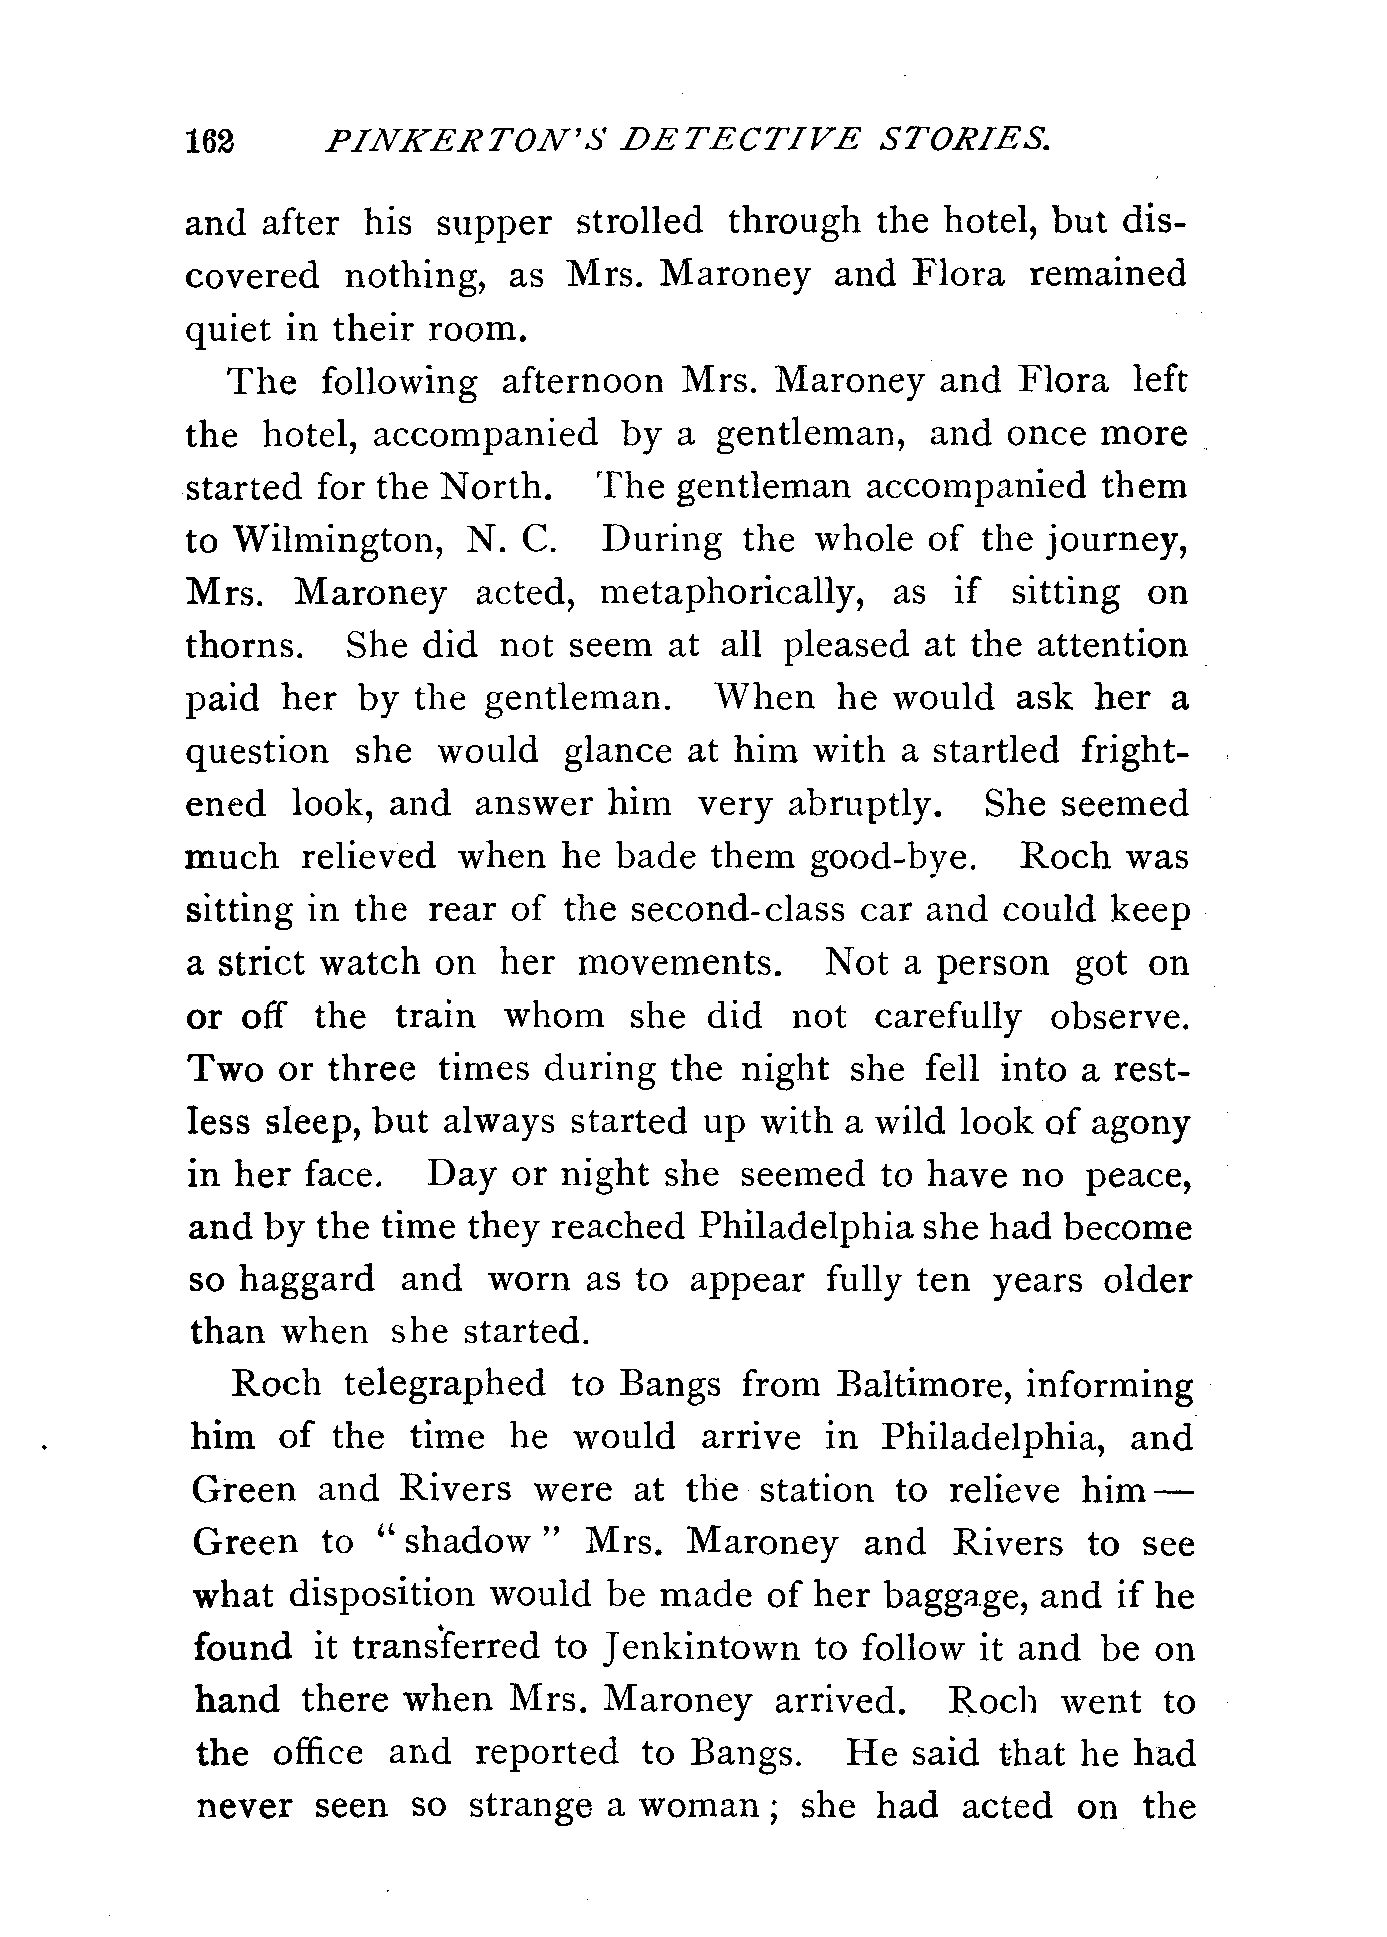 162 PINKERTON'S DETECTIVE STORIES.
and after his supper strolled through the hotel, but dis-
covered nothing, as Mrs. Maroney and Flora remained
quiet in their room.
The following afternoon Mrs. Maroney and Flora left
the hotel, accompanied by a gentleman, and once more
started for the North. The gentleman accompanied them
to Wilmington, N. C. During the whole of the journey,
Mrs. Maroney acted, metaphorically, as if sitting on
thorns. She did not seem at all pleased at the attention
paid her by the gentleman. When he would ask her a
question she would glance at him with a startled fright-
ened look, and answer him very abruptly. She seemed
much relieved when he bade them good-bye. Roch was
sitting in the rear of the second-class car and could keep
a strict watch on her movements. Not a person got on
or off the train whom she did not carefully observe.
Two or three times during the night she fell into a rest-
less sleep, but always started up with a wild look of agony
in her face. Day or night she seemed to have no peace,
and by the time they reached Philadelphia she had become
so haggard and worn as to appear fully ten years older
than when she started.
Roch telegraphed to Bangs from Baltimore, informing
him of the time he would arrive in Philadelphia, and
Green and Rivers were at the station to relieve him—
Green to "shadow" Mrs. Maroney and Rivers to see
what disposition would be made of her baggage, and if he
found it transferred to Jenkintown to follow it and be on
hand there when Mrs. Maroney arrived. Roch went to
the office and reported to Bangs. He said that he had
never seen so strange a woman; she had acted on the